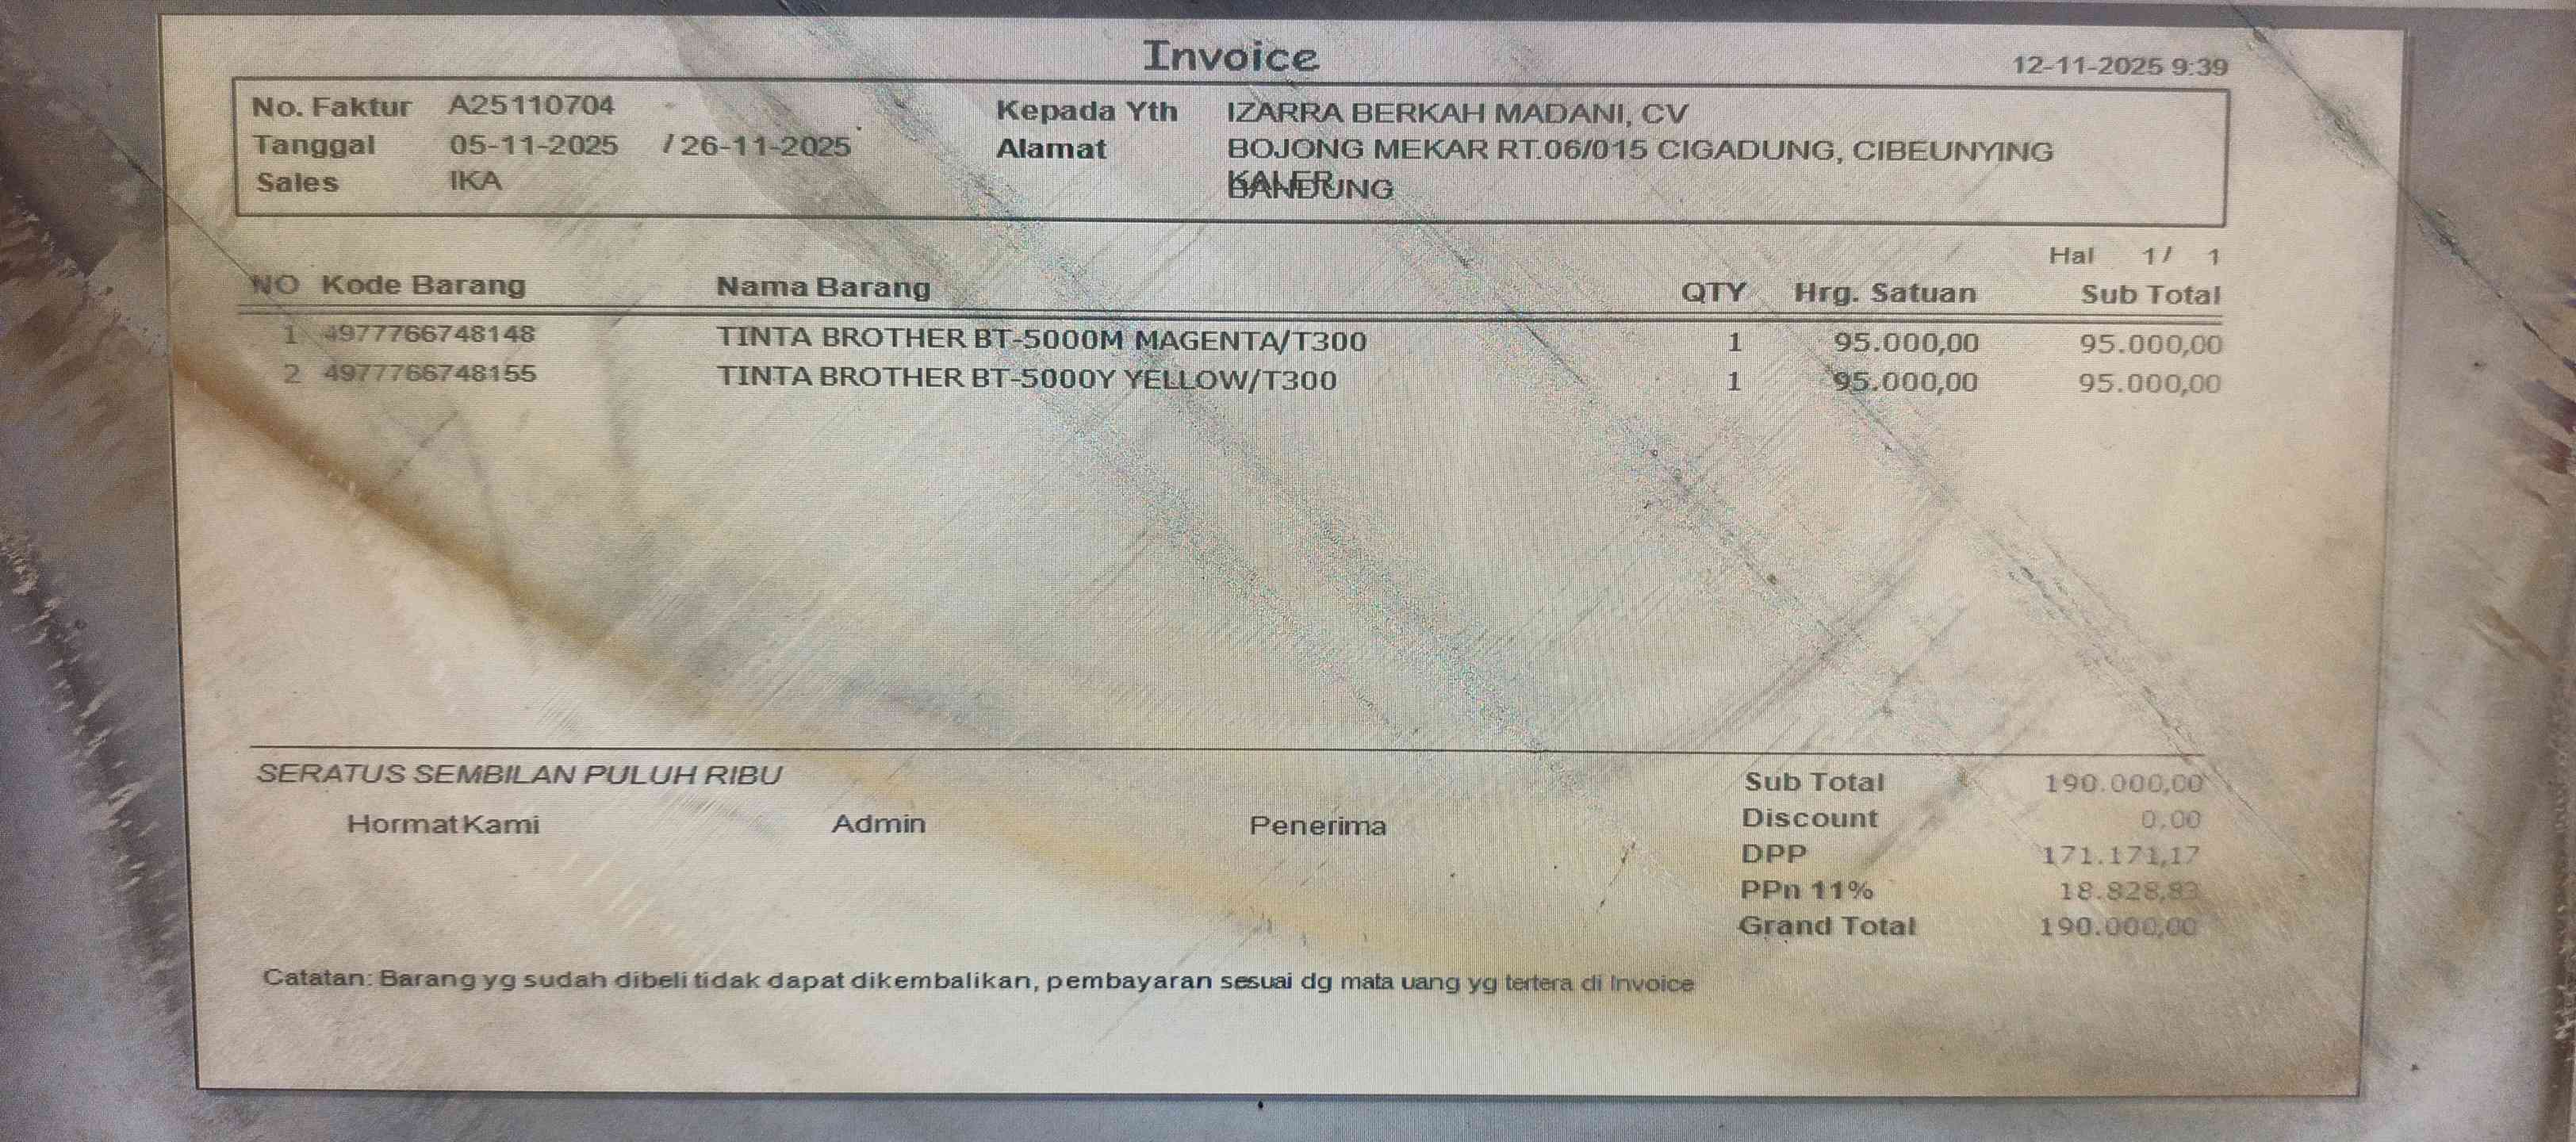 Invoice
12-11-2025 9:39
No. Faktur A25110704
Kepada Yth IZARRA BERKAH MADANI, CV
Tanggal 05-11-2025 / 26-11-2025
Alamat BOJONG MEKAR RT.06/015 CIGADUNG, CIBEUNYING
KALER
Sales IKA
BANDUNG
Hal 1 / 1
NO Kode Barang Nama Barang QTY Hrg. Satuan Sub Total
1 4977766748148 TINTA BROTHER BT-5000M MAGENTA/T300 1 95.000,00 95.000,00
2 4977766748155 TINTA BROTHER BT-5000Y YELLOW/T300 1 95.000,00 95.000,00
SERATUS SEMBILAN PULUH RIBU
Sub Total 190.000,00
Hormat Kami Admin Penerima
Discount 0,00
DPP 171.171,17
PPn 11% 18.828,83
Grand Total 190.000,00
Catatan: Barang yg sudah dibeli tidak dapat dikembalikan, pembayaran sesuai dg mata uang yg tertera di Invoice